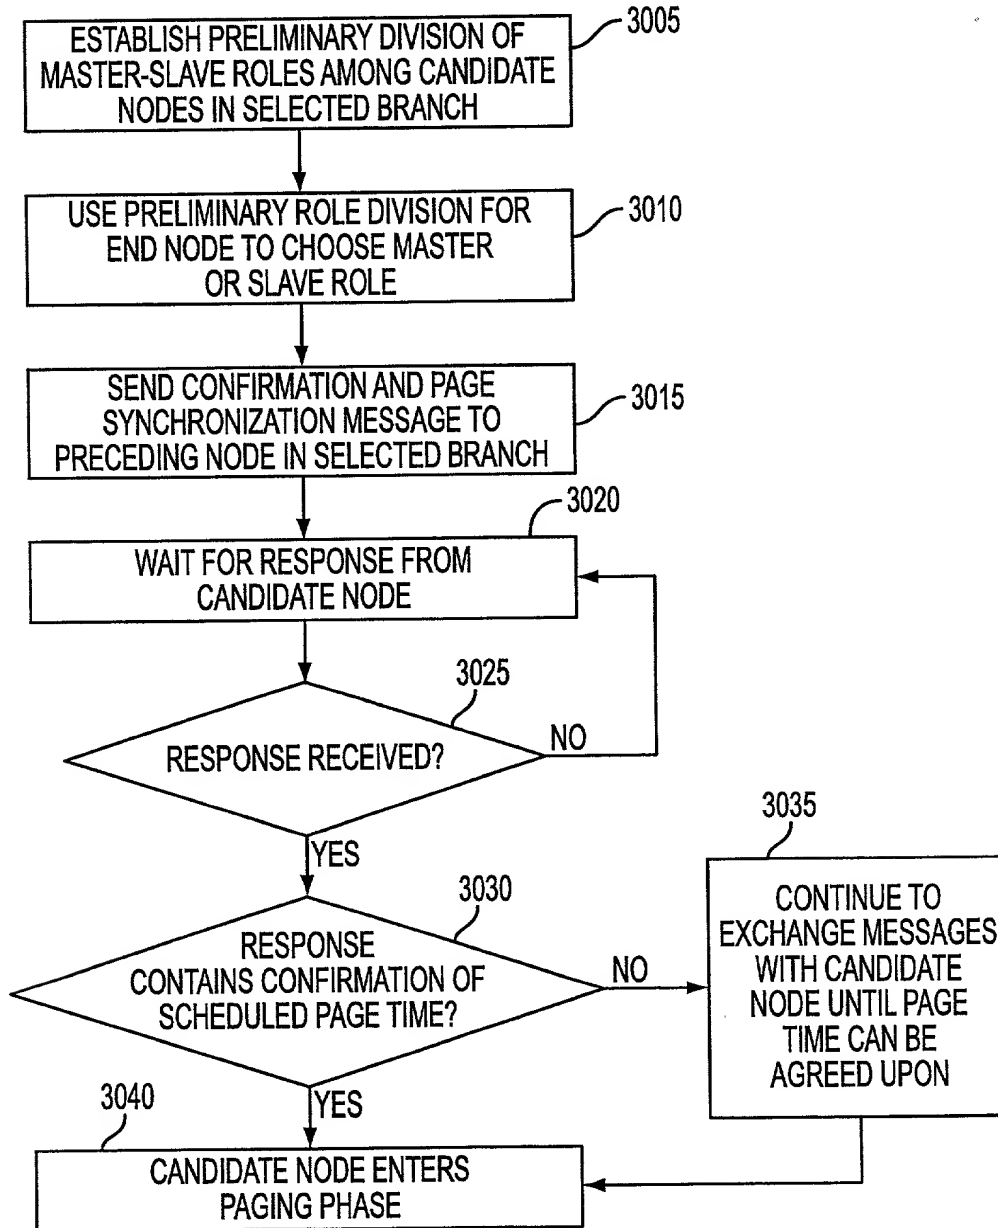 3005
ESTABLISH PRELIMINARY DIVISION OF
MASTER-SLAVE ROLES AMONG CANDIDATE
NODES IN SELECTED BRANCH
3010
USE PRELIMINARY ROLE DIVISION FOR
END NODE TO CHOOSE MASTER
OR SLAVE ROLE
3015
SEND CONFIRMATION AND PAGE
SYNCHRONIZATION MESSAGE TO
PRECEDING NODE IN SELECTED BRANCH
3020
WAIT FOR RESPONSE FROM
CANDIDATE NODE
3025
RESPONSE RECEIVED?
NO
YES
3030
RESPONSE
CONTAINS CONFIRMATION OF
SCHEDULED PAGE TIME?
NO
3035
CONTINUE TO
EXCHANGE MESSAGES
WITH CANDIDATE
NODE UNTIL PAGE
TIME CAN BE
AGREED UPON
YES
3040
CANDIDATE NODE ENTERS
PAGING PHASE